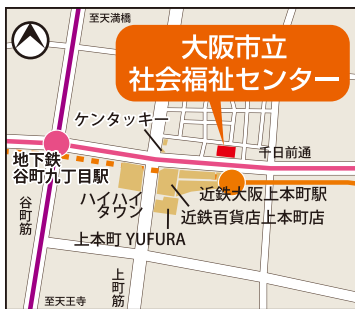 至天満橋
大阪市立
社会福祉センター
ケンタッキー
千日前通
地下鉄
谷町九丁目駅
近鉄大阪上本町駅
ハイハイ
タウン
近鉄百貨店上本町店
谷町筋
上本町 YUFURA
上町筋
至天王寺